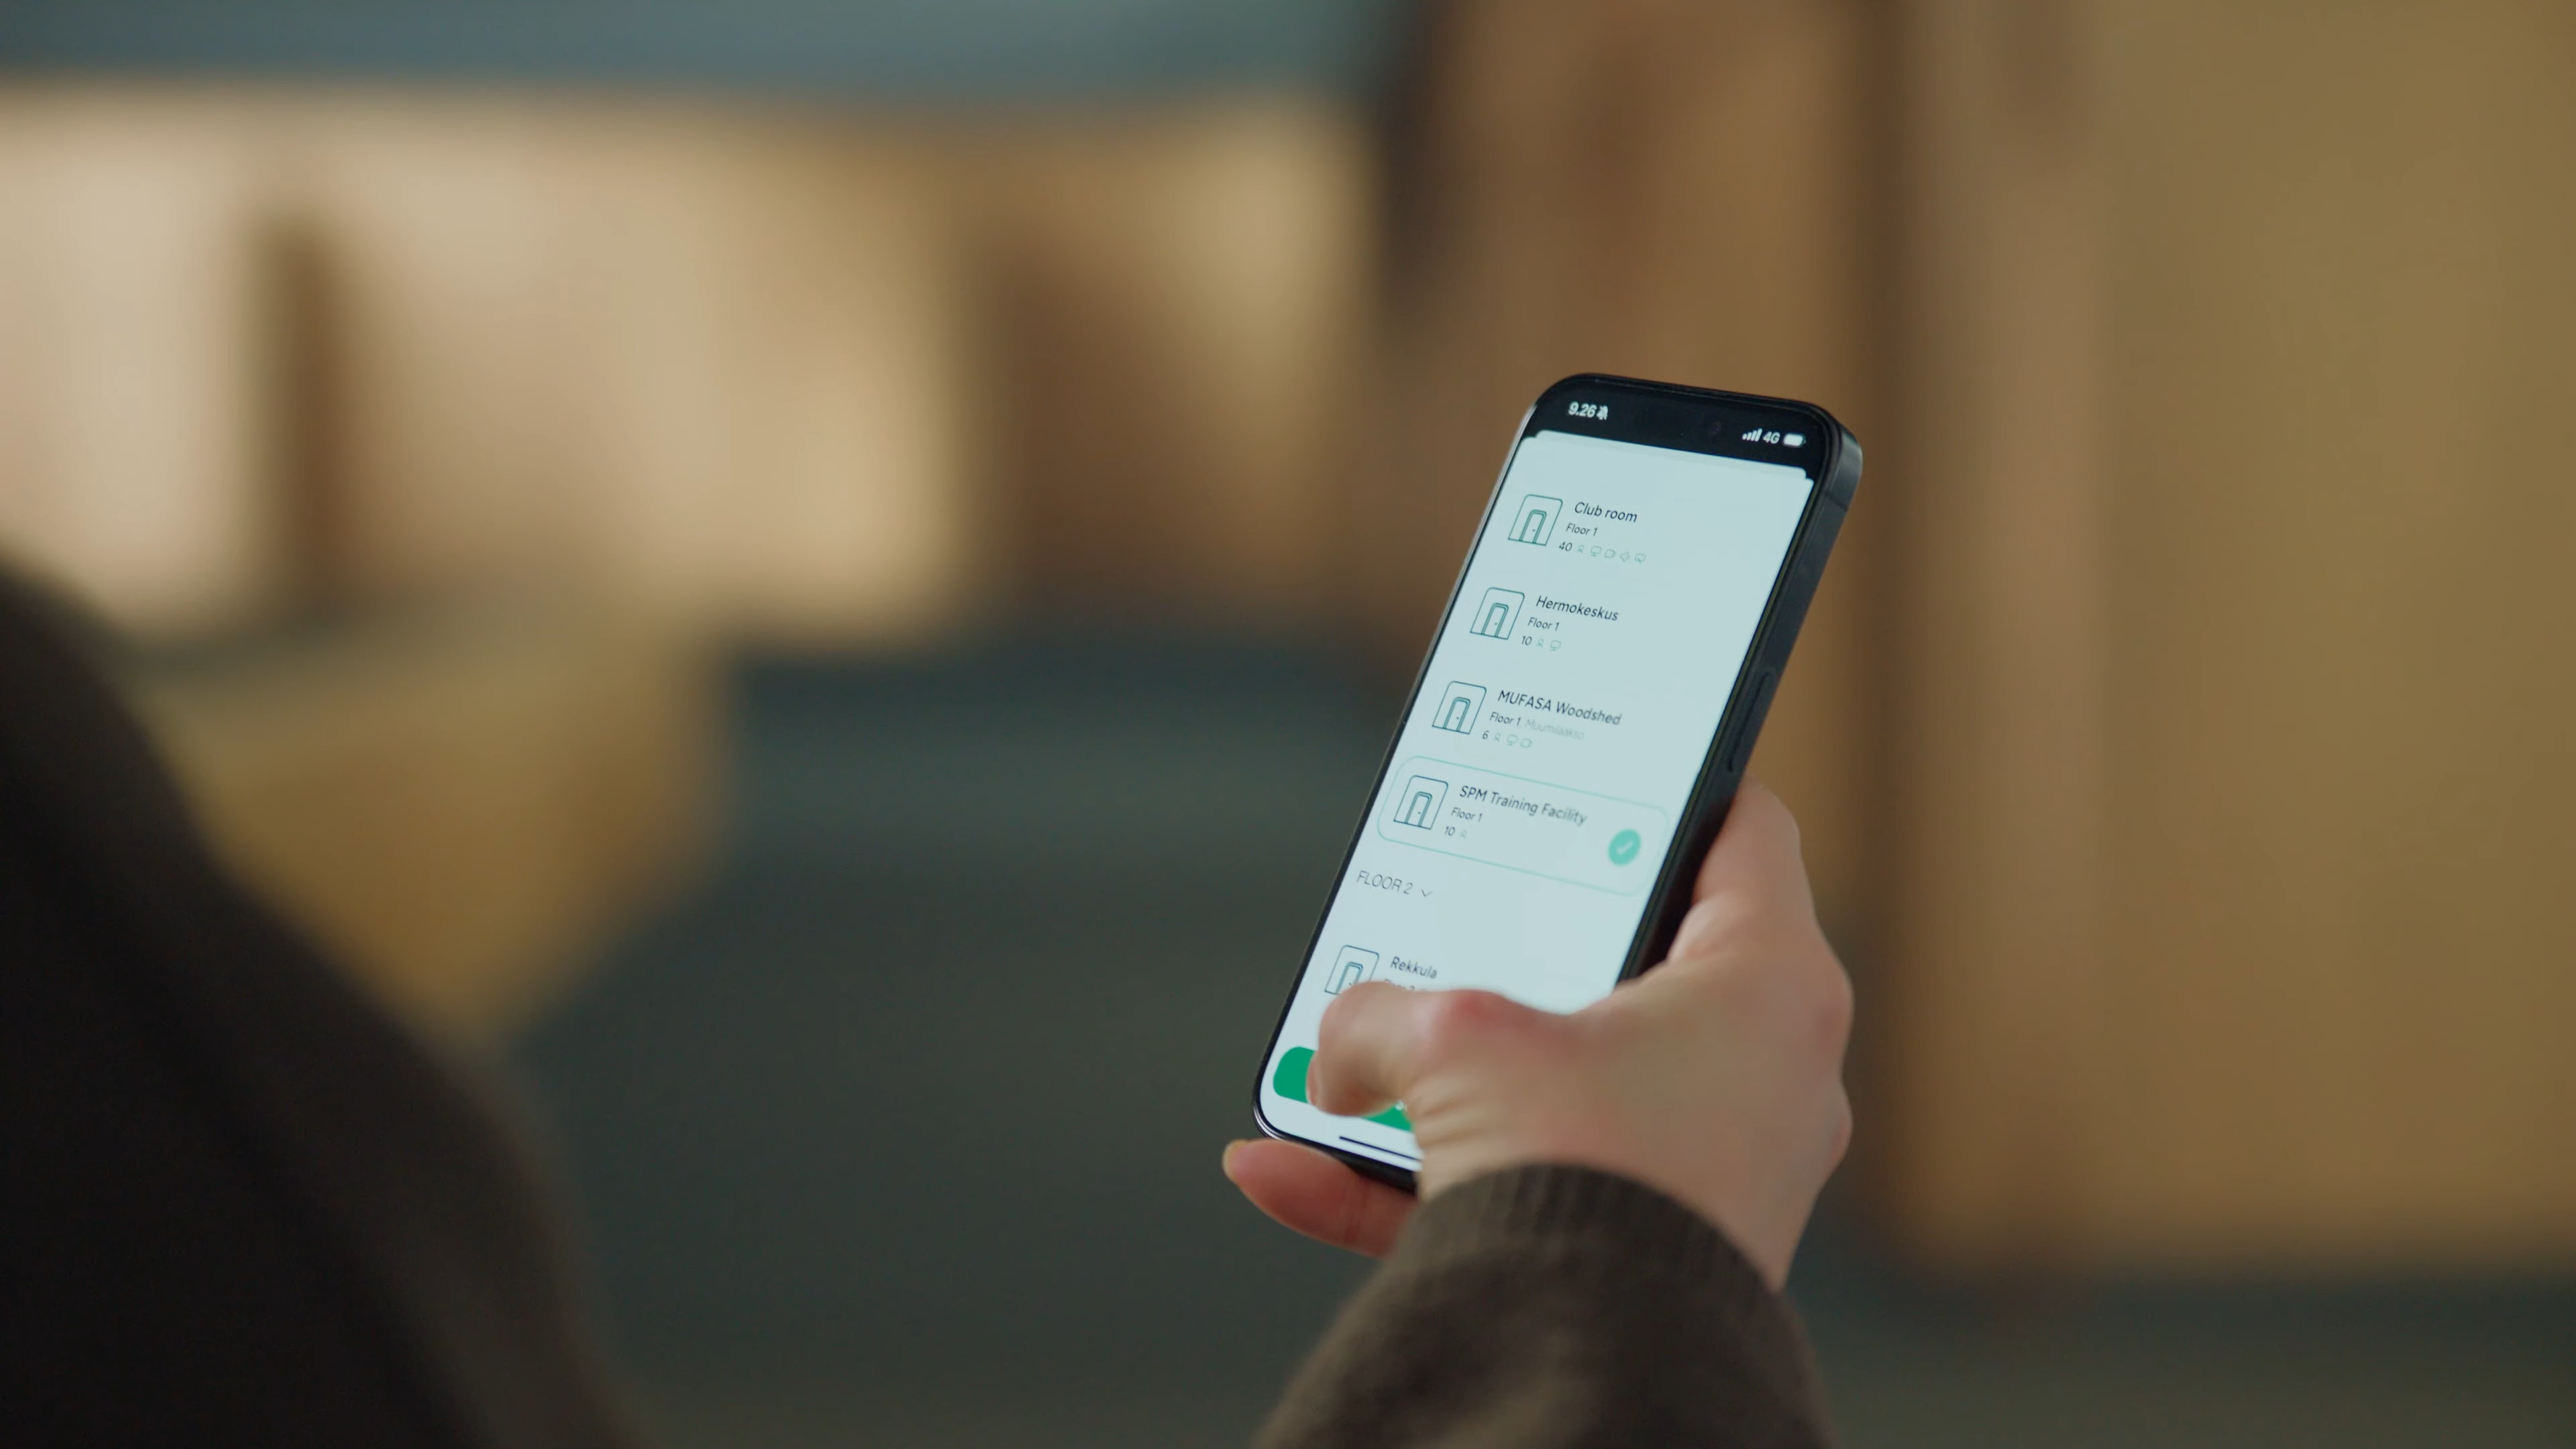 9.26
4G
Club room
Floor 1
40
Hermokeskus
Floor 1
10
MUFASA Woodshed
Floor 1 Muumilaakso
6
SPM Training Facility
Floor 1
10
FLOOR 2
Rekkula